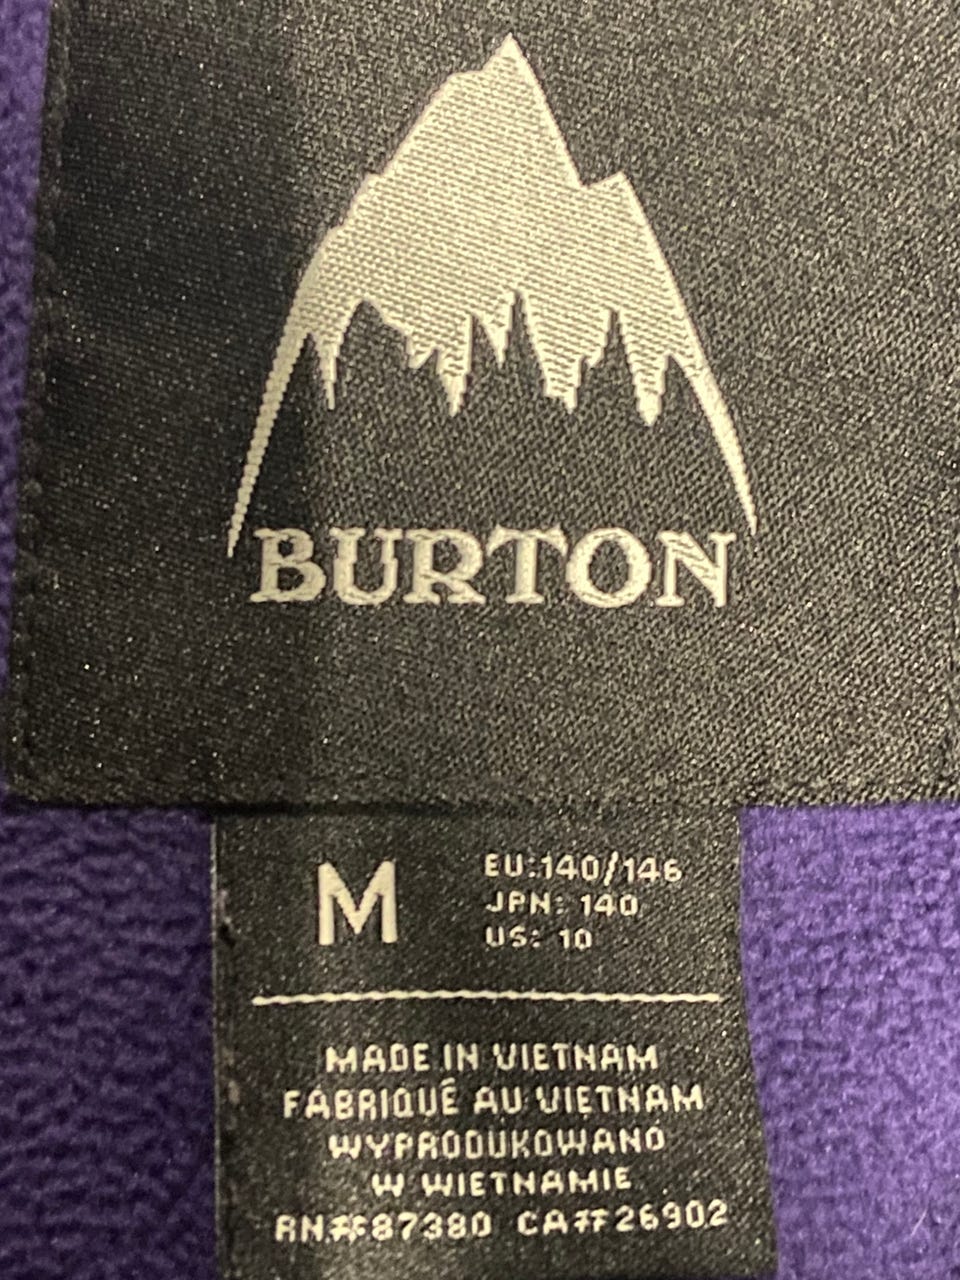 BURTON
M
EU:140/146
JPN: 140
US: 10
MADE IN VIETNAM
FABRIQUÉ AU VIETNAM
WYPRODUKOWANO
W WIETNAMIE
RN#87380 CA#26902